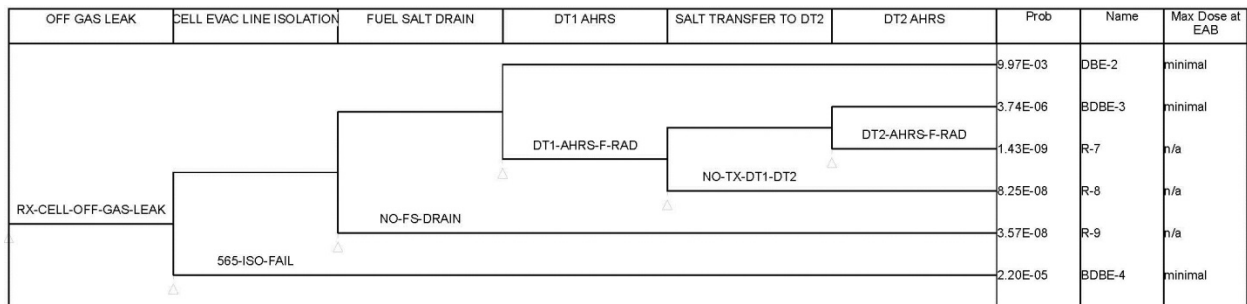 OFF GAS LEAK CELL EVAC LINE ISOLATION FUEL SALT DRAIN DT1 AHRS SALT TRANSFER TO DT2 DT2 AHRS Prob Name Max Dose at
EAB
9.97E-03 DBE-2 minimal
3.74E-06 BDBE-3 minimal
DT2-AHRS-F-RAD
DT1-AHRS-F-RAD
1.43E-09 R-7 n/a
NO-TX-DT1-DT2
8.25E-08 R-8 n/a
RX-CELL-OFF-GAS-LEAK
NO-FS-DRAIN
3.57E-08 R-9 n/a
565-ISO-FAIL
2.20E-05 BDBE-4 minimal